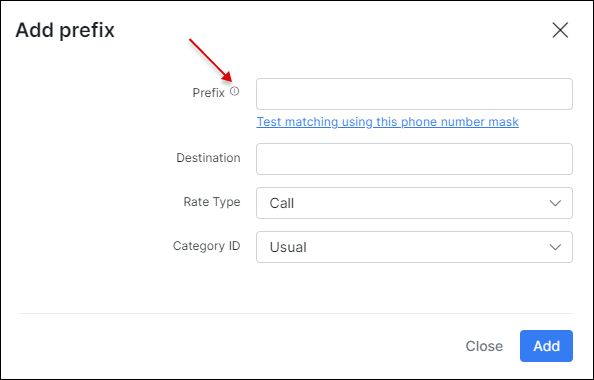 Add prefix
Prefix
Test matching using this phone number mask
Destination
Rate Type Call
Category ID Usual
Close Add